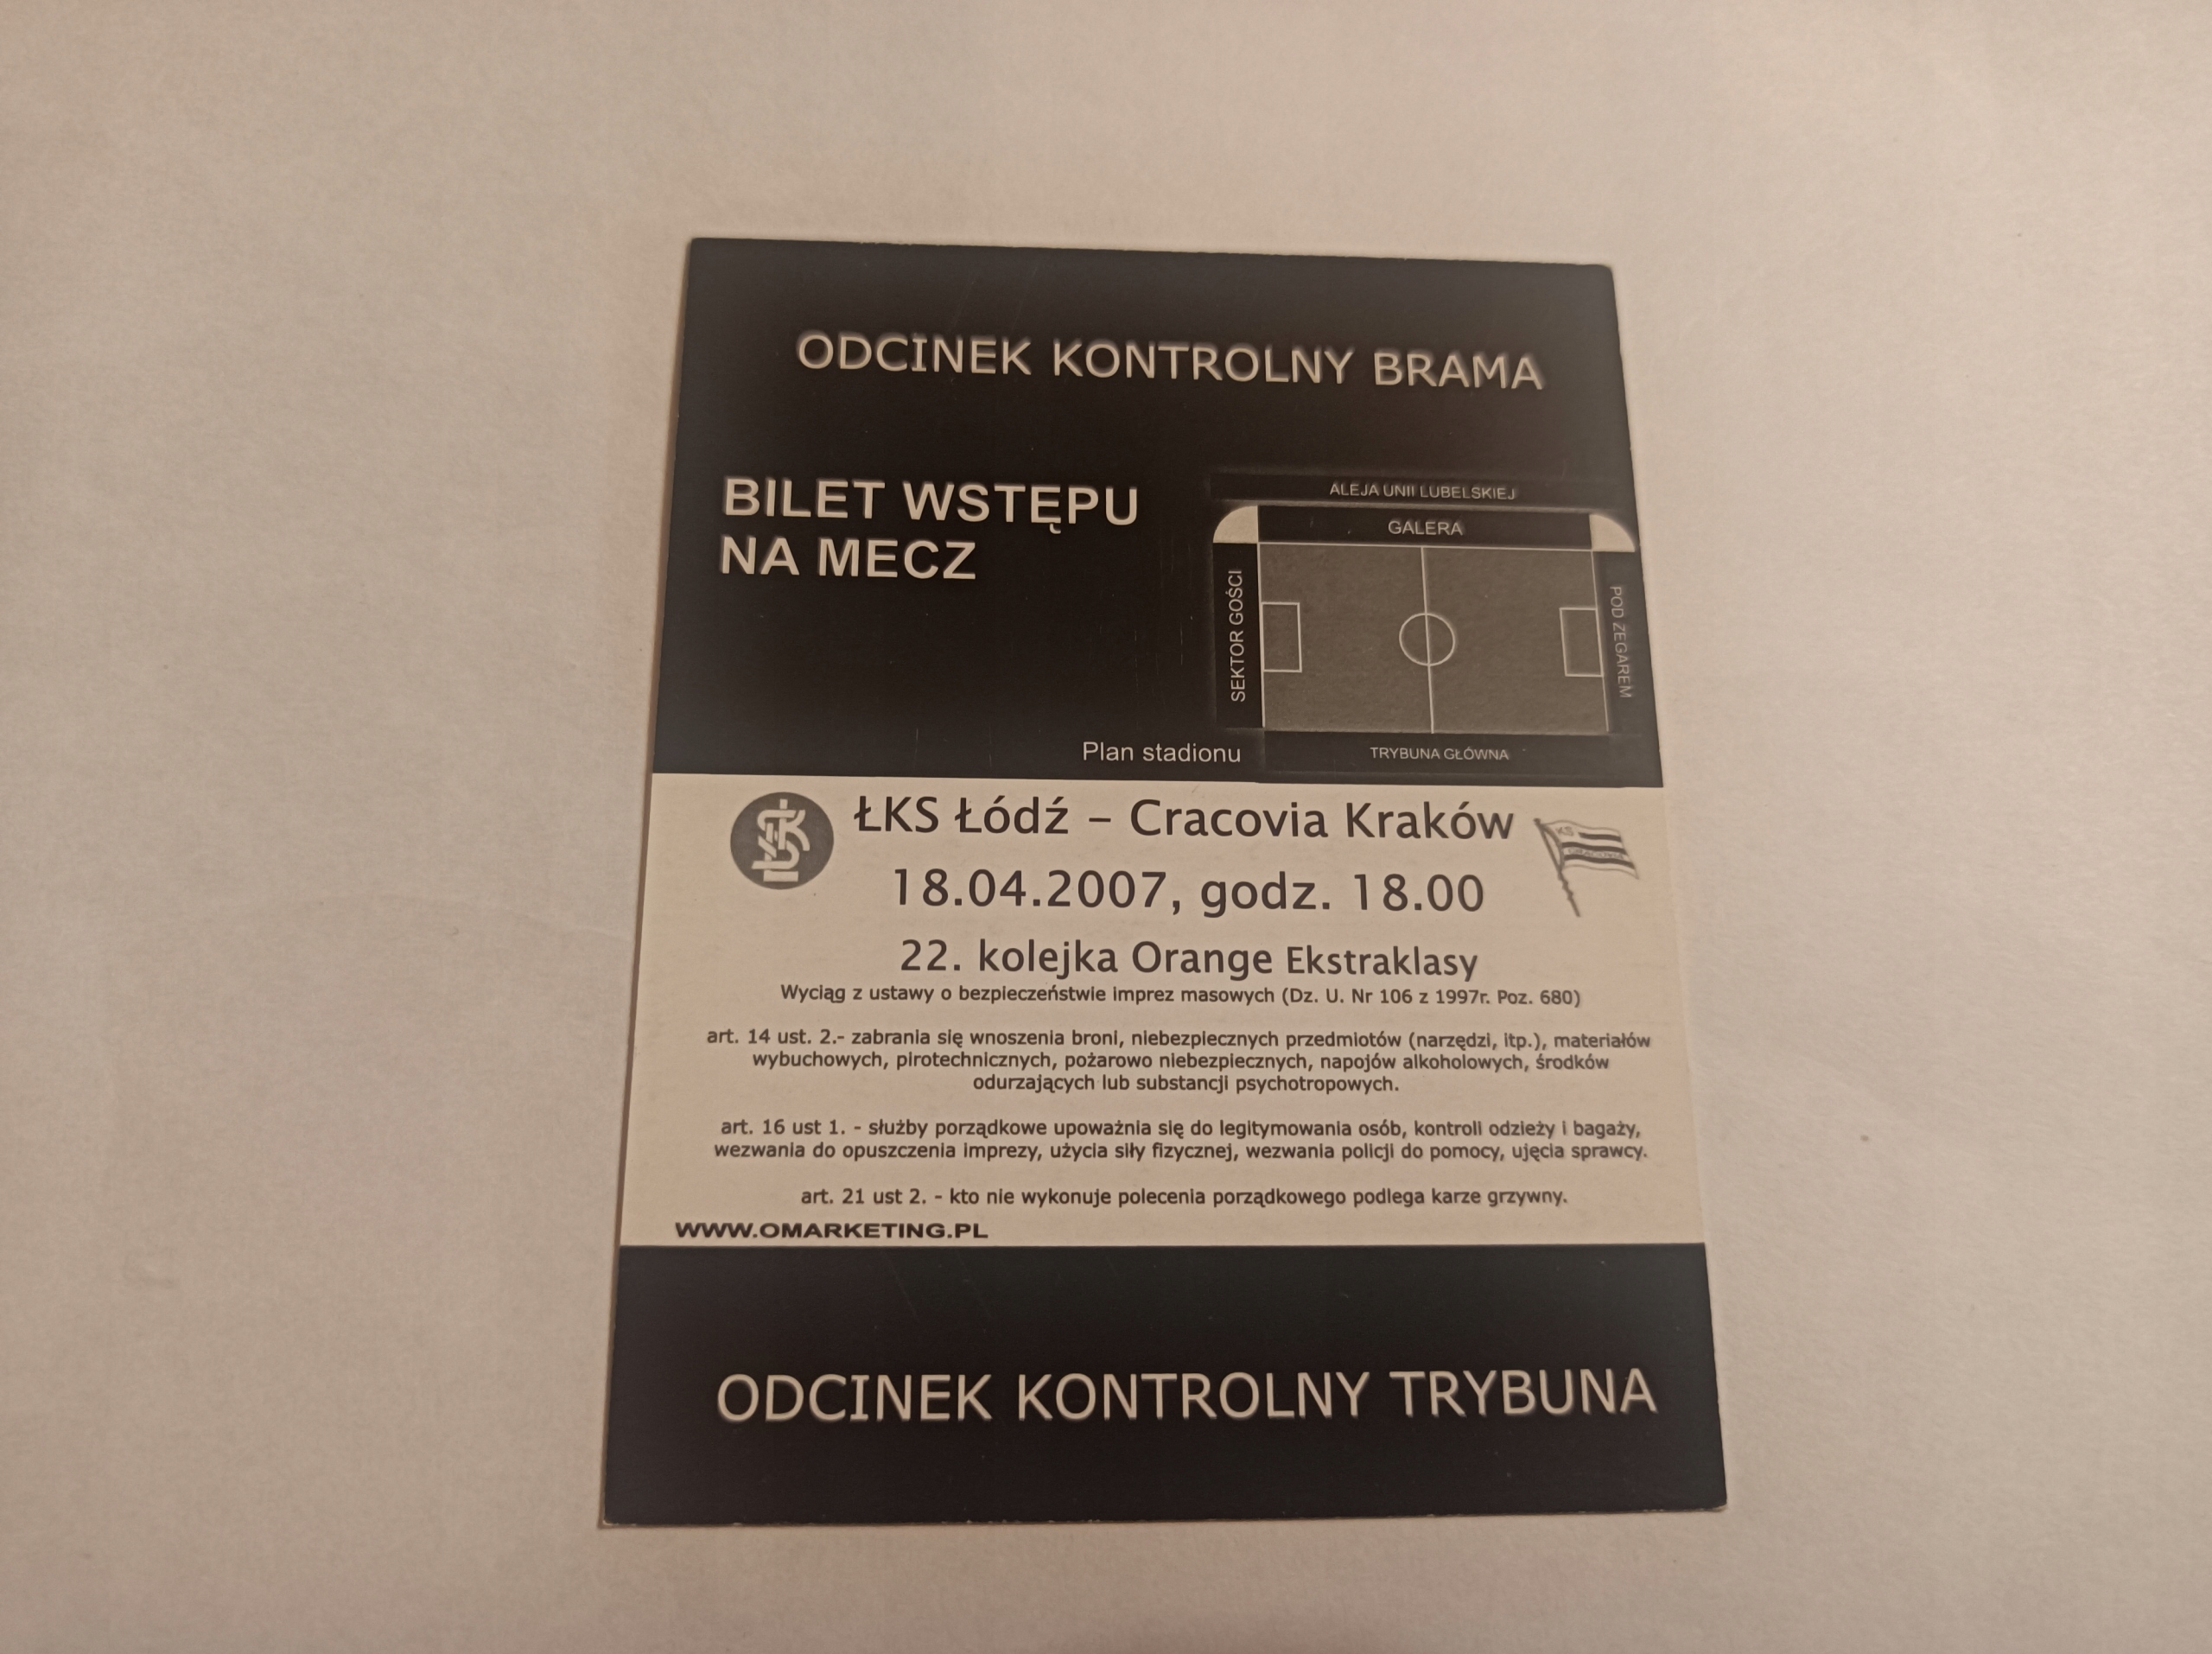 ODCINEK KONTROLNY BRAMA
BILET WSTĘPU
NA MECZ
ALEJA UNII LUBELSKIEJ
GALERA
SEKTOR GOŚCI
POD ZEGAREM
Plan stadionu
TRYBUNA GŁÓWNA
ŁKS
ŁKS Łódź – Cracovia Kraków
KS
CRACOVIA
18.04.2007, godz. 18.00
22. kolejka Orange Ekstraklasy
Wyciąg z ustawy o bezpieczeństwie imprez masowych (Dz. U. Nr 106 z 1997r. Poz. 680)
art. 14 ust. 2.- zabrania się wnoszenia broni, niebezpiecznych przedmiotów (narzędzi, itp.), materiałów
wybuchowych, pirotechnicznych, pożarowo niebezpiecznych, napojów alkoholowych, środków
odurzających lub substancji psychotropowych.
art. 16 ust 1. - służby porządkowe upoważnia się do legitymowania osób, kontroli odzieży i bagaży,
wezwania do opuszczenia imprezy, użycia siły fizycznej, wezwania policji do pomocy, ujęcia sprawcy.
art. 21 ust 2. - kto nie wykonuje polecenia porządkowego podlega karze grzywny.
WWW.OMARKETING.PL
ODCINEK KONTROLNY TRYBUNA